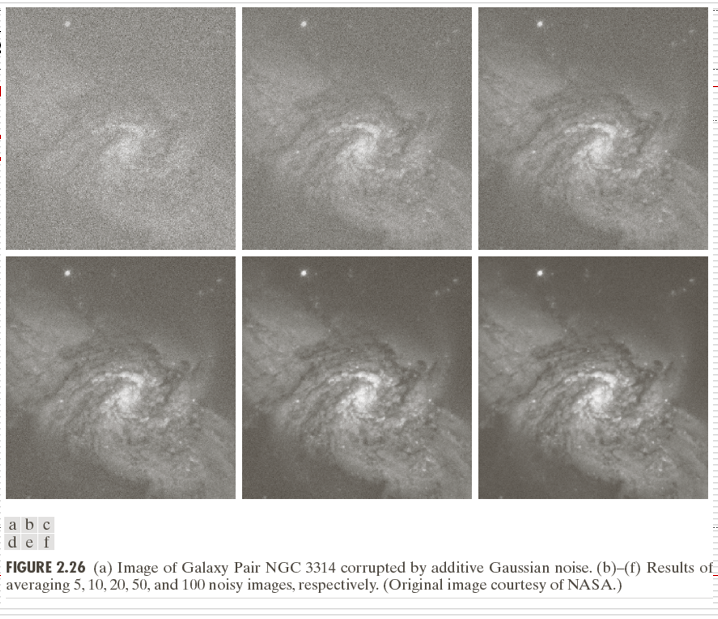 a b c
d e f
FIGURE 2.26 (a) Image of Galaxy Pair NGC 3314 corrupted by additive Gaussian noise. (b)–(f) Results of
averaging 5, 10, 20, 50, and 100 noisy images, respectively. (Original image courtesy of NASA.)